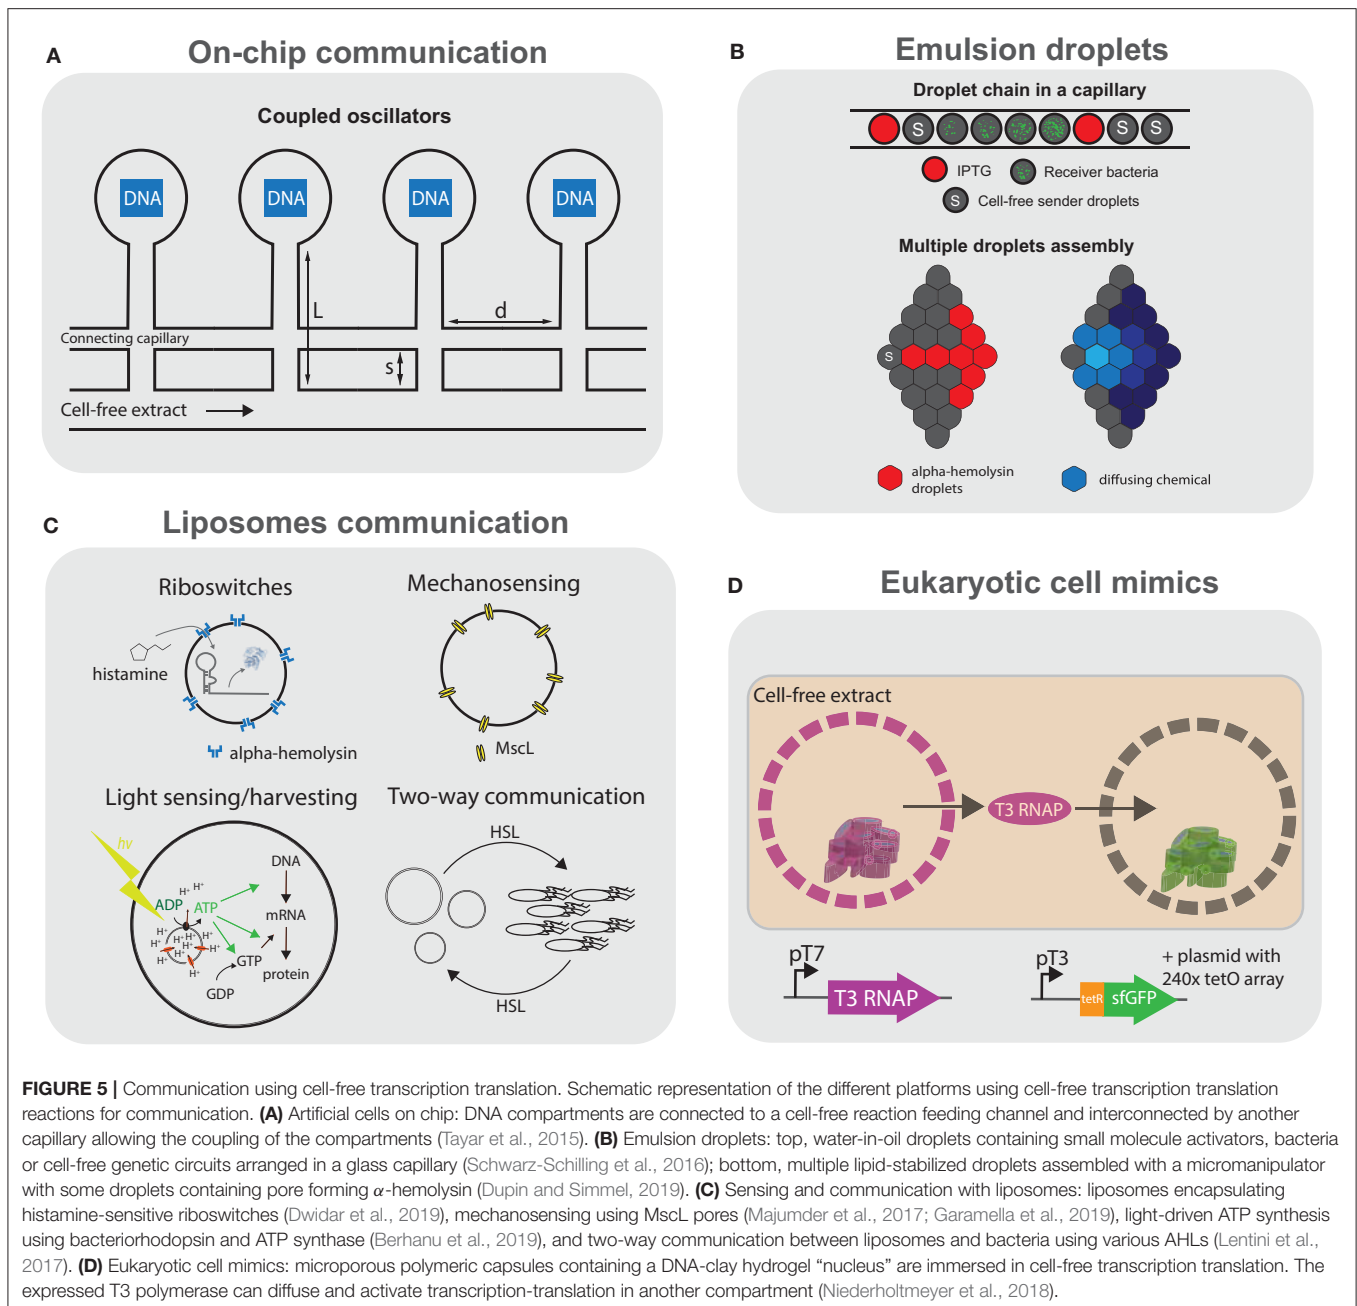 A
On-chip communication
Coupled oscillators
DNA
DNA
DNA
DNA
L
d
Connecting capillary
s
Cell-free extract
B
Emulsion droplets
Droplet chain in a capillary
S
S
S
IPTG
Receiver bacteria
S
Cell-free sender droplets
Multiple droplets assembly
S
alpha-hemolysin
droplets
diffusing chemical
C
Liposomes communication
Riboswitches
histamine
alpha-hemolysin
Mechanosensing
MscL
Light sensing/harvesting
hv
DNA
H⁺
H⁺
H⁺
ADP
ATP
mRNA
H⁺
H⁺
H⁺
H⁺
H⁺
H⁺
H⁺
H⁺
GTP
protein
H⁺
GDP
Two-way communication
HSL
HSL
D
Eukaryotic cell mimics
Cell-free extract
T3 RNAP
pT7
T3 RNAP
pT3
tetR
sfGFP
+ plasmid with
240x tetO array
FIGURE 5 | Communication using cell-free transcription translation. Schematic representation of the different platforms using cell-free transcription translation
reactions for communication. (A) Artificial cells on chip: DNA compartments are connected to a cell-free reaction feeding channel and interconnected by another
capillary allowing the coupling of the compartments (Tayar et al., 2015). (B) Emulsion droplets: top, water-in-oil droplets containing small molecule activators, bacteria
or cell-free genetic circuits arranged in a glass capillary (Schwarz-Schilling et al., 2016); bottom, multiple lipid-stabilized droplets assembled with a micromanipulator
with some droplets containing pore forming α-hemolysin (Dupin and Simmel, 2019). (C) Sensing and communication with liposomes: liposomes encapsulating
histamine-sensitive riboswitches (Dwidar et al., 2019), mechanosensing using MscL pores (Majumder et al., 2017; Garamella et al., 2019), light-driven ATP synthesis
using bacteriorhodopsin and ATP synthase (Berhanu et al., 2019), and two-way communication between liposomes and bacteria using various AHLs (Lentini et al.,
2017). (D) Eukaryotic cell mimics: microporous polymeric capsules containing a DNA-clay hydrogel “nucleus” are immersed in cell-free transcription translation. The
expressed T3 polymerase can diffuse and activate transcription-translation in another compartment (Niederholtmeyer et al., 2018).